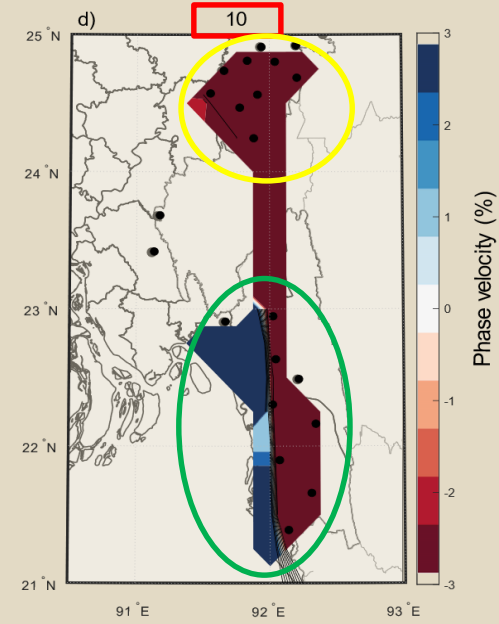 10
d)
25 °N
24 °N
23 °N
22 °N
21 °N
91 °E
92 °E
93 °E
3
2
1
0
-1
-2
-3
Phase velocity (%)